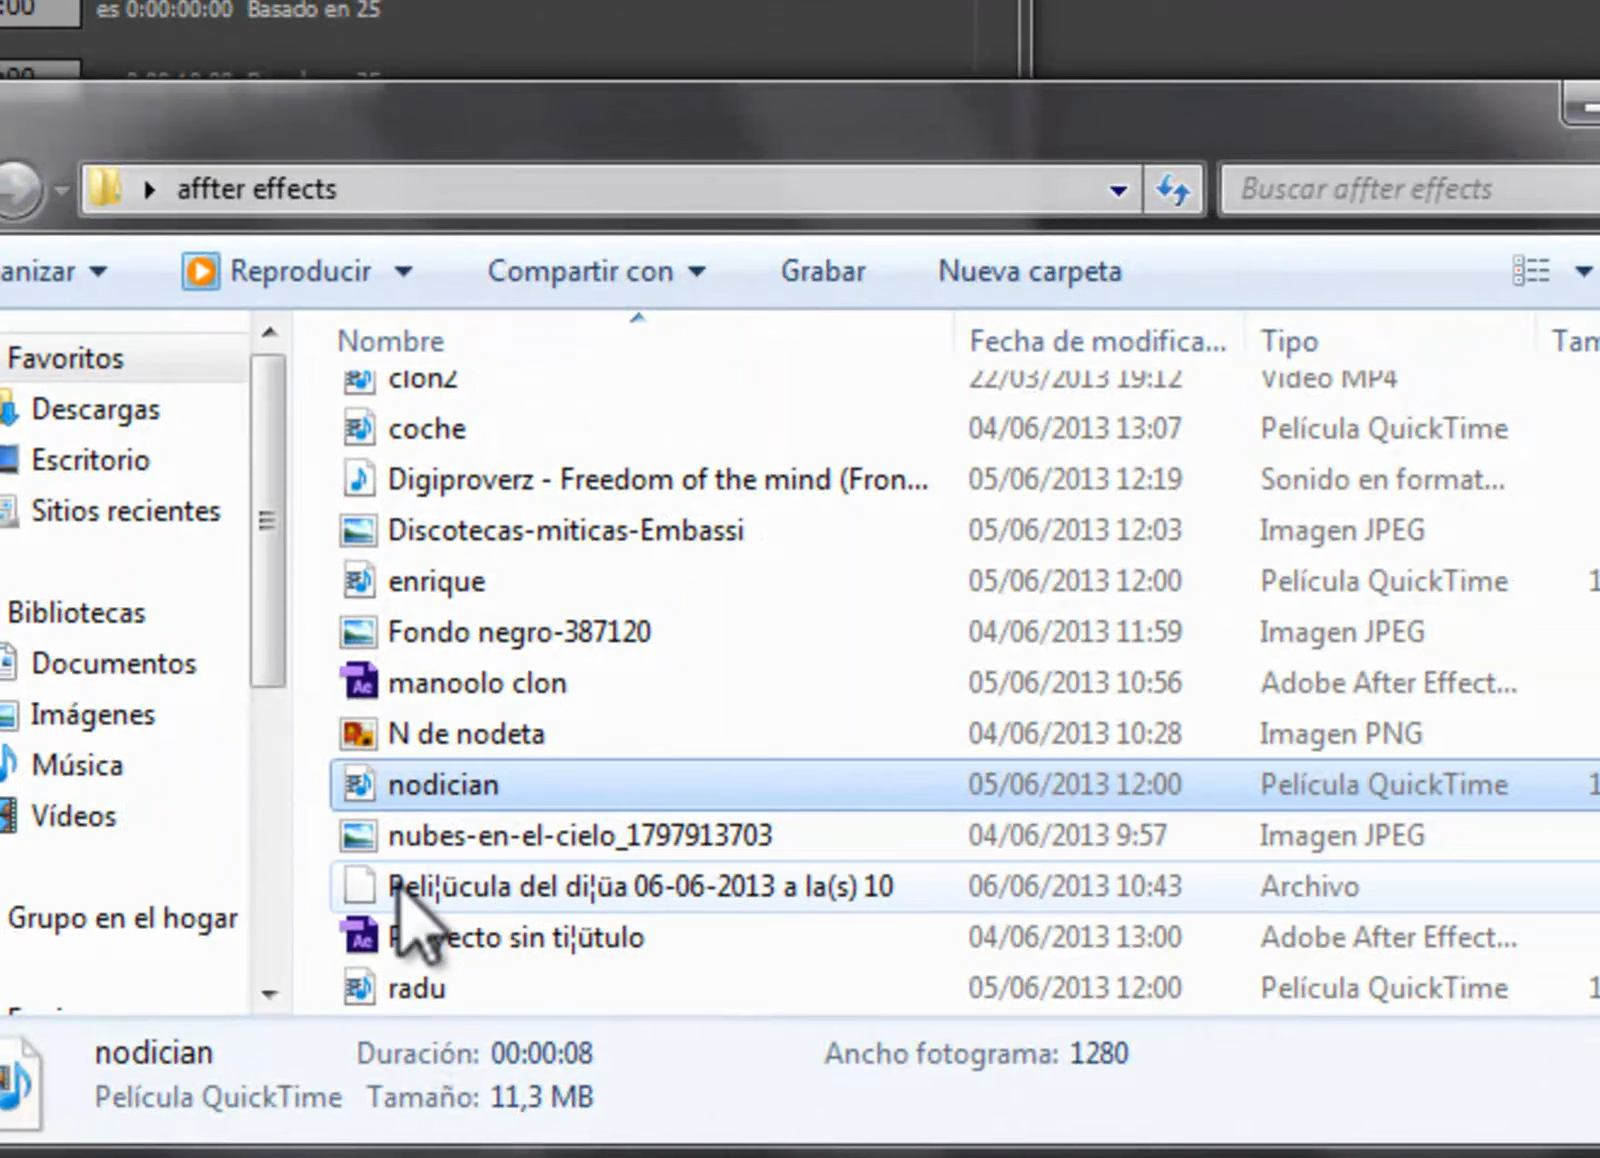 es 0:00:00:00 Basado en 25
affter effects
Buscar affter effects
anizar
Reproducir
Compartir con
Grabar
Nueva carpeta
Nombre
Fecha de modifica...
Tipo
Tam
Favoritos
Descargas
Escritorio
Sitios recientes
Bibliotecas
Documentos
Imágenes
Música
Vídeos
Grupo en el hogar
clon2 22/03/2013 19:12 Vídeo MP4
coche 04/06/2013 13:07 Película QuickTime
Digiproverz - Freedom of the mind (Fron... 05/06/2013 12:19 Sonido en format...
Discotecas-miticas-Embassi 05/06/2013 12:03 Imagen JPEG
enrique 05/06/2013 12:00 Película QuickTime 1
Fondo negro-387120 04/06/2013 11:59 Imagen JPEG
manoolo clon 05/06/2013 10:56 Adobe After Effect...
N de nodeta 04/06/2013 10:28 Imagen PNG
nodician 05/06/2013 12:00 Película QuickTime 1
nubes-en-el-cielo_1797913703 04/06/2013 9:57 Imagen JPEG
Peli¦ücula del di¦üa 06-06-2013 a la(s) 10 06/06/2013 10:43 Archivo
sin ti¦ütulo 04/06/2013 13:00 Adobe After Effect...
radu 05/06/2013 12:00 Película QuickTime 1
nodician Duración: 00:00:08 Ancho fotograma: 1280
Película QuickTime Tamaño: 11,3 MB